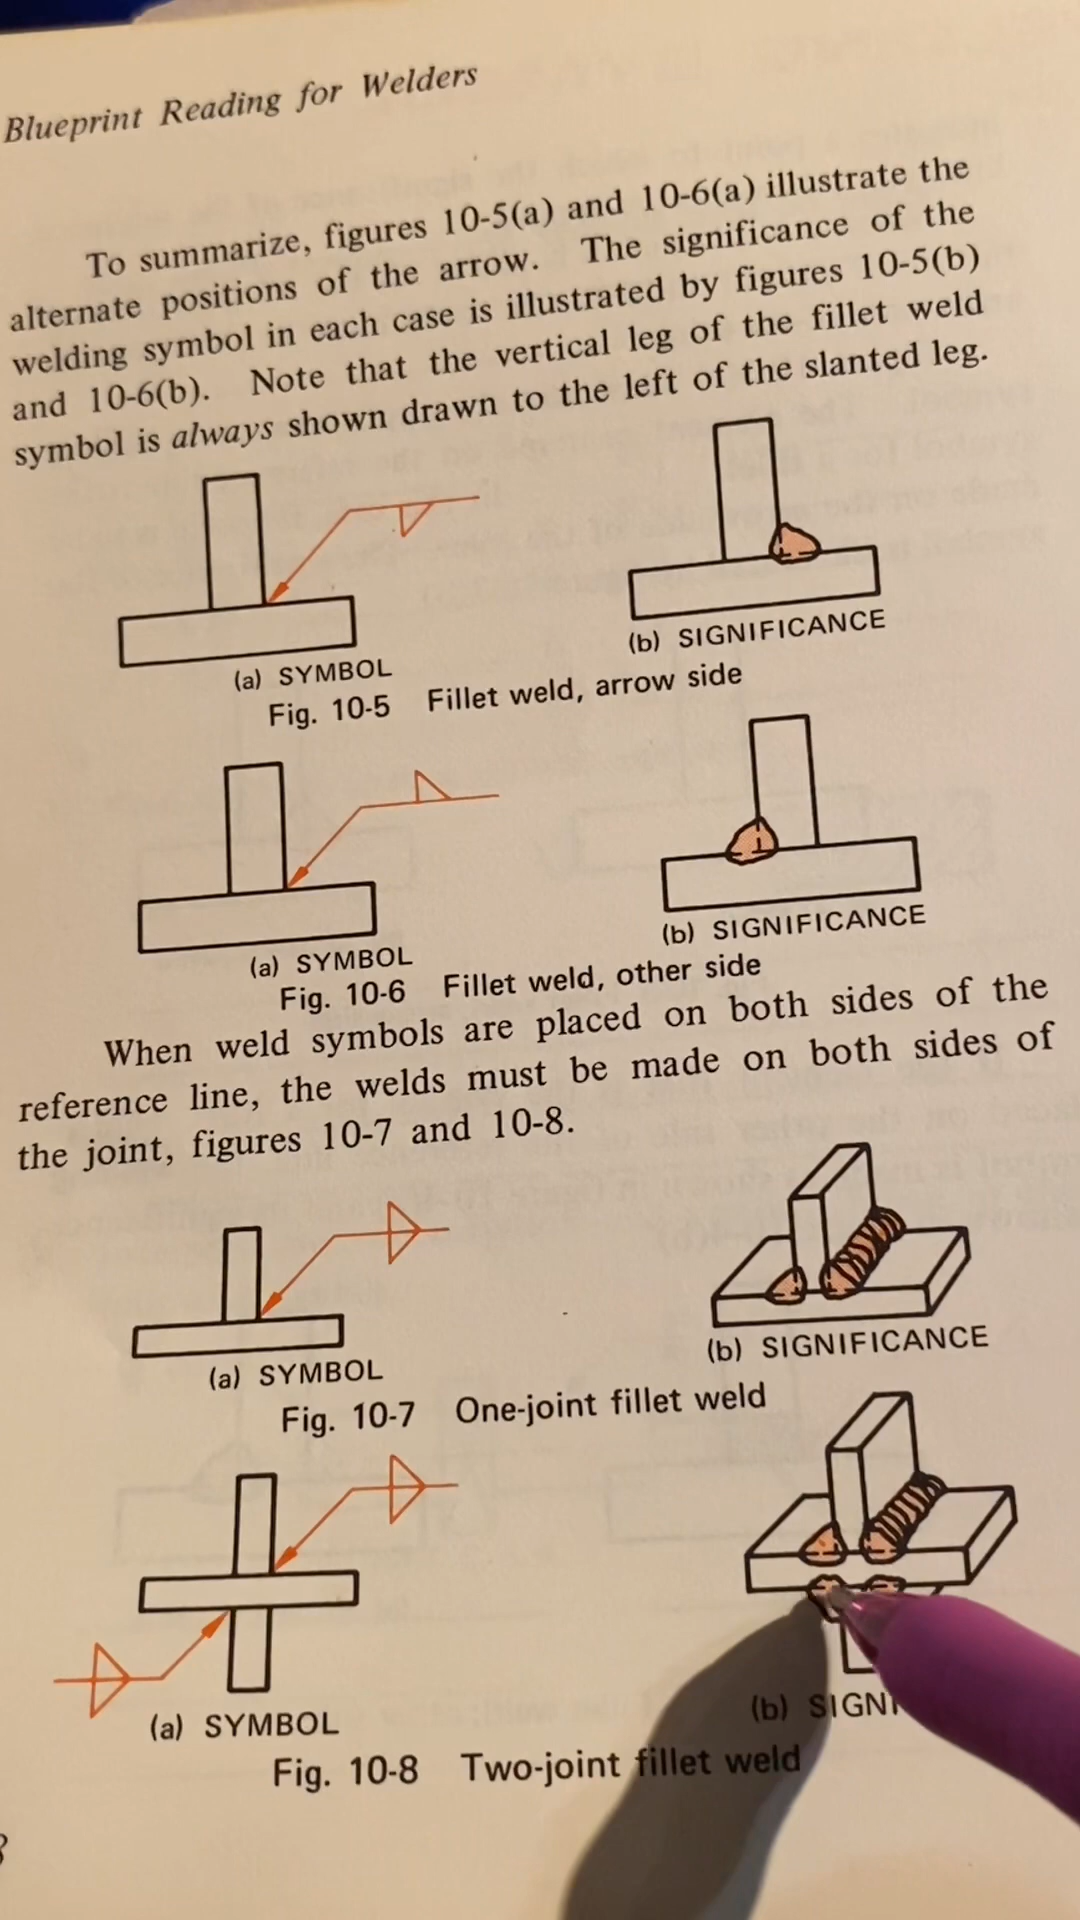 Blueprint Reading for Welders
To summarize, figures 10-5(a) and 10-6(a) illustrate the
alternate positions of the arrow. The significance of the
welding symbol in each case is illustrated by figures 10-5(b)
and 10-6(b). Note that the vertical leg of the fillet weld
symbol is always shown drawn to the left of the slanted leg.
(a) SYMBOL
(b) SIGNIFICANCE
Fig. 10-5 Fillet weld, arrow side
(a) SYMBOL
(b) SIGNIFICANCE
Fig. 10-6 Fillet weld, other side
When weld symbols are placed on both sides of the
reference line, the welds must be made on both sides of
the joint, figures 10-7 and 10-8.
(a) SYMBOL
(b) SIGNIFICANCE
Fig. 10-7 One-joint fillet weld
(a) SYMBOL
(b) SIGNI
Fig. 10-8 Two-joint fillet weld